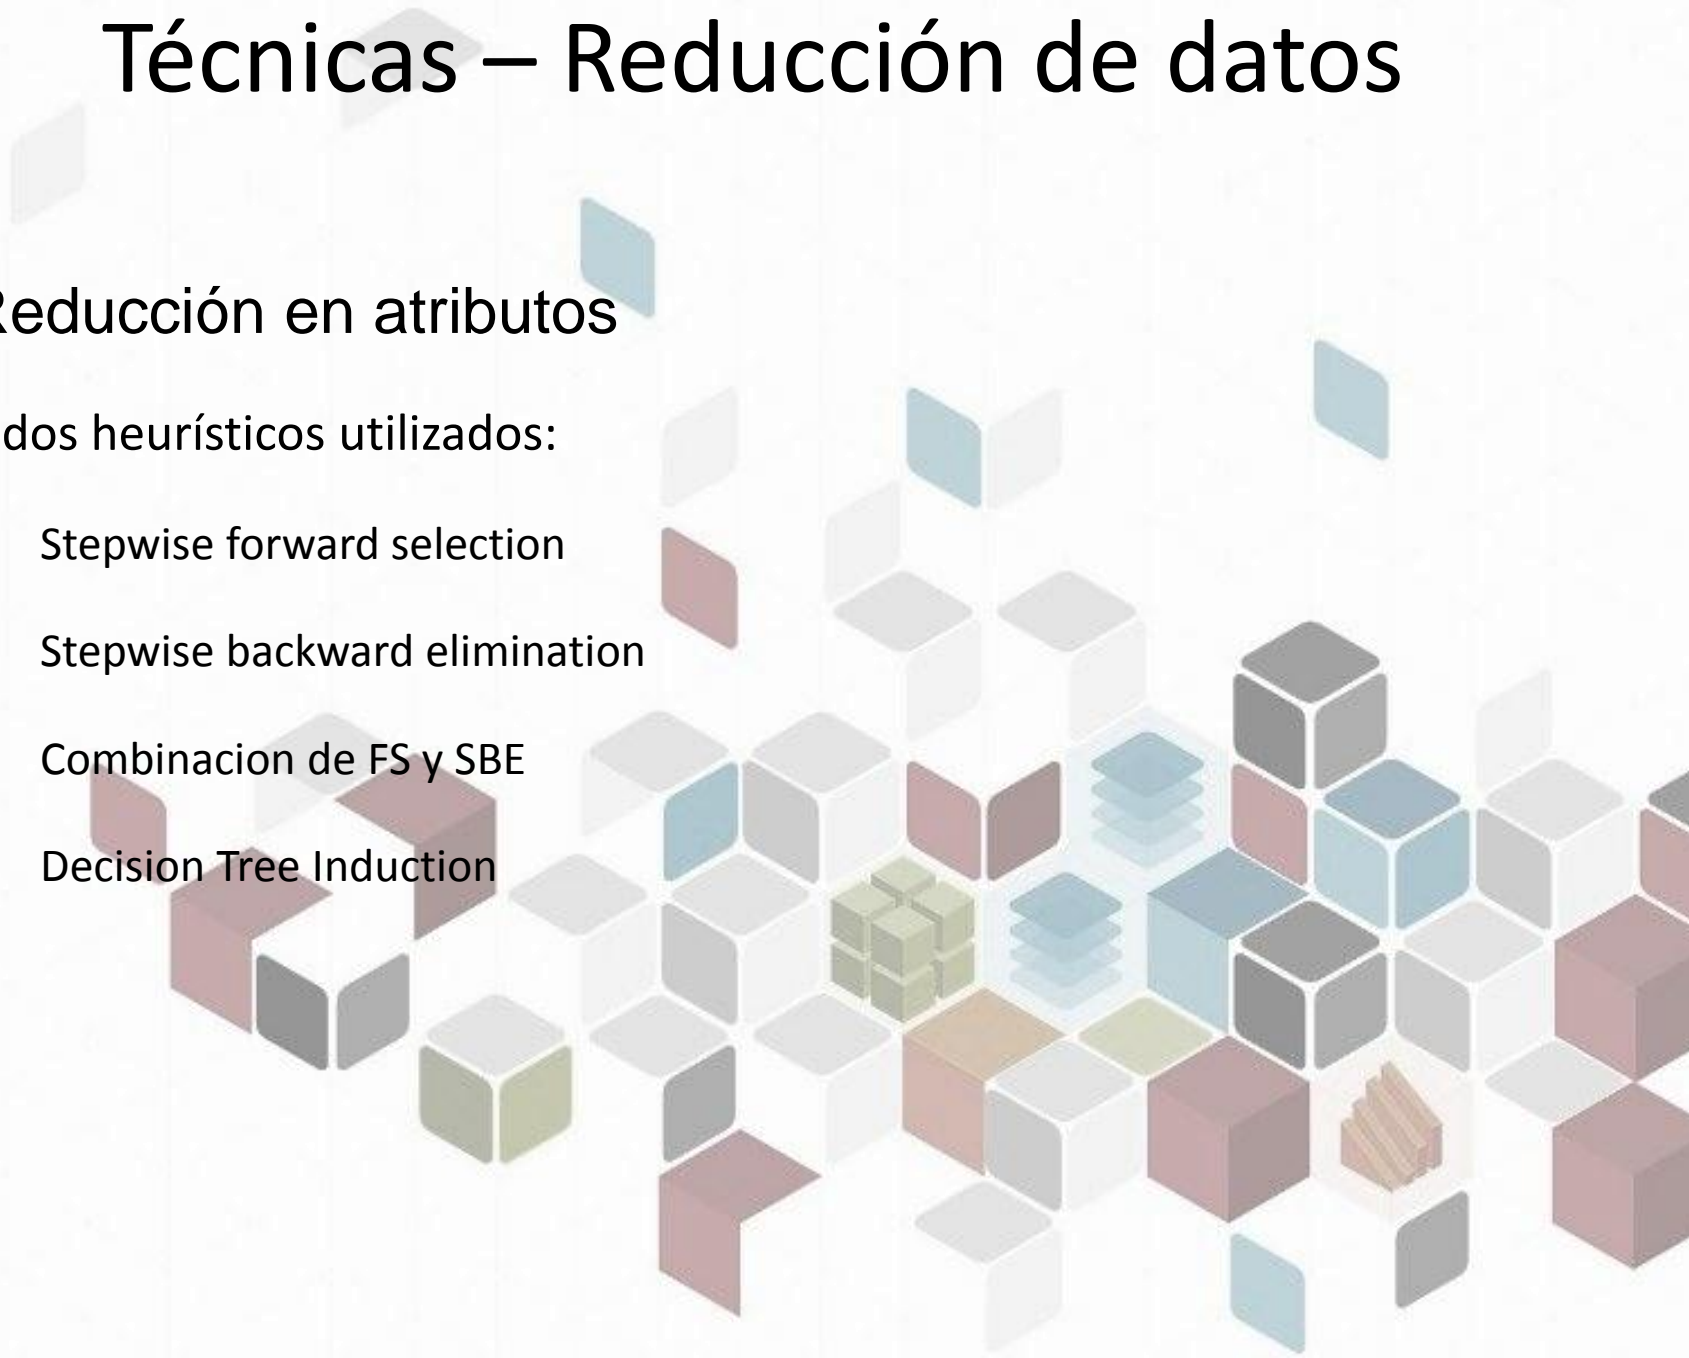 Técnicas – Reducción de datos
Reducción en atributos
dos heurísticos utilizados:
Stepwise forward selection
Stepwise backward elimination
Combinacion de FS y SBE
Decision Tree Induction